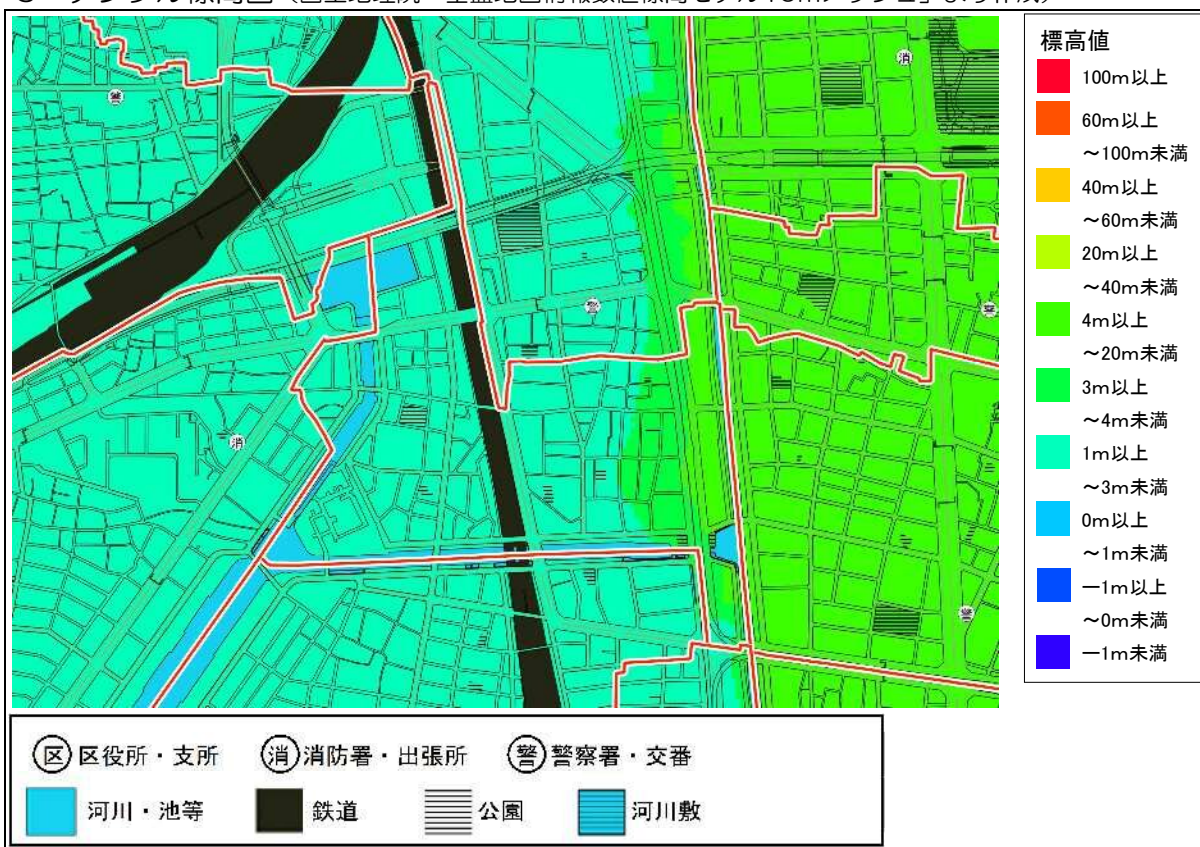 標高値
100m以上
60m以上
～100m未満
40m以上
～60m未満
20m以上
～40m未満
4m以上
～20m未満
3m以上
～4m未満
1m以上
～3m未満
0m以上
～1m未満
－1m以上
～0m未満
－1m未満
警
消
警
警
消
警
区 区役所・支所
消 消防署・出張所
警 警察署・交番
河川・池等
鉄道
公園
河川敷